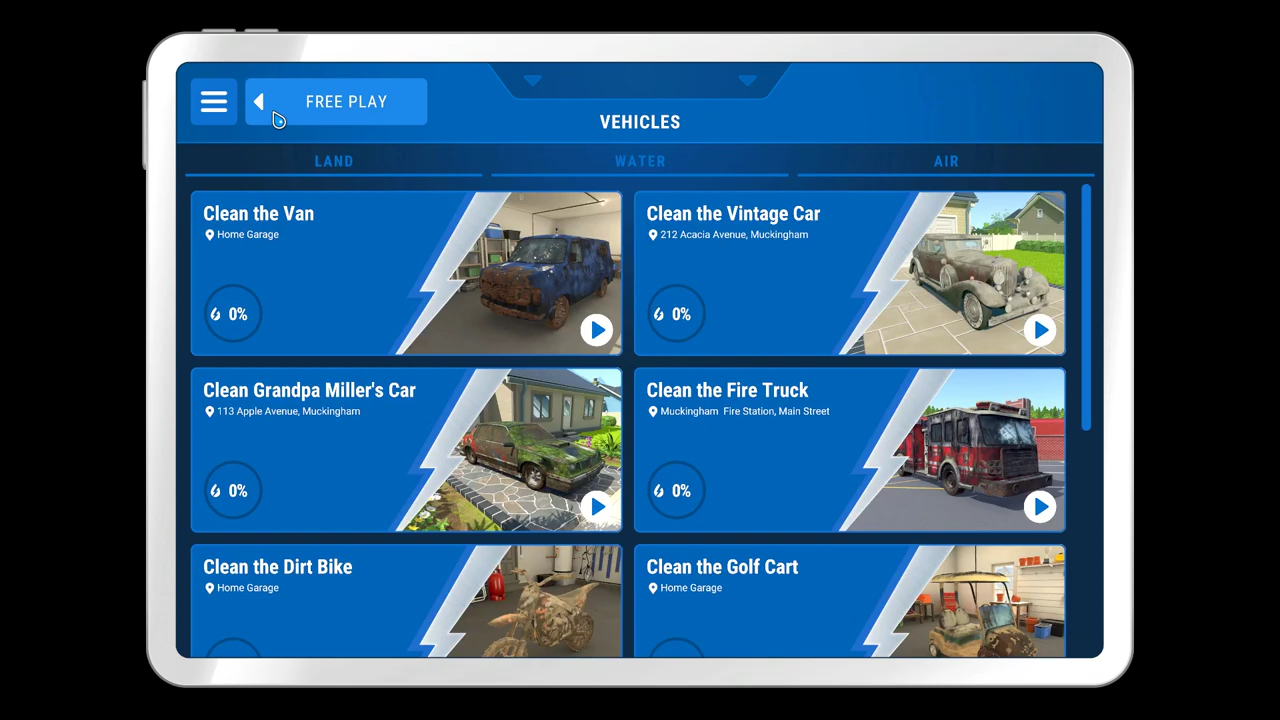 FREE PLAY
VEHICLES
LAND
WATER
AIR
Clean the Van
Home Garage
0%
Clean the Vintage Car
212 Acacia Avenue, Muckingham
0%
Clean Grandpa Miller's Car
113 Apple Avenue, Muckingham
0%
Clean the Fire Truck
Muckingham Fire Station, Main Street
0%
Clean the Dirt Bike
Home Garage
Clean the Golf Cart
Home Garage